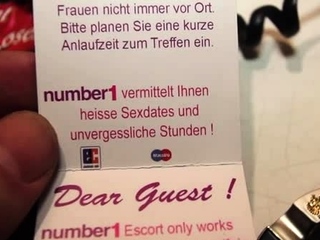 Frauen nicht immer vor Ort.
Bitte planen Sie eine kurze
Anlaufzeit zum Treffen ein.
number1 vermittelt Ihnen
heisse Sexdates und
unvergessliche Stunden !
Dear Guest !
number1 Escort only works